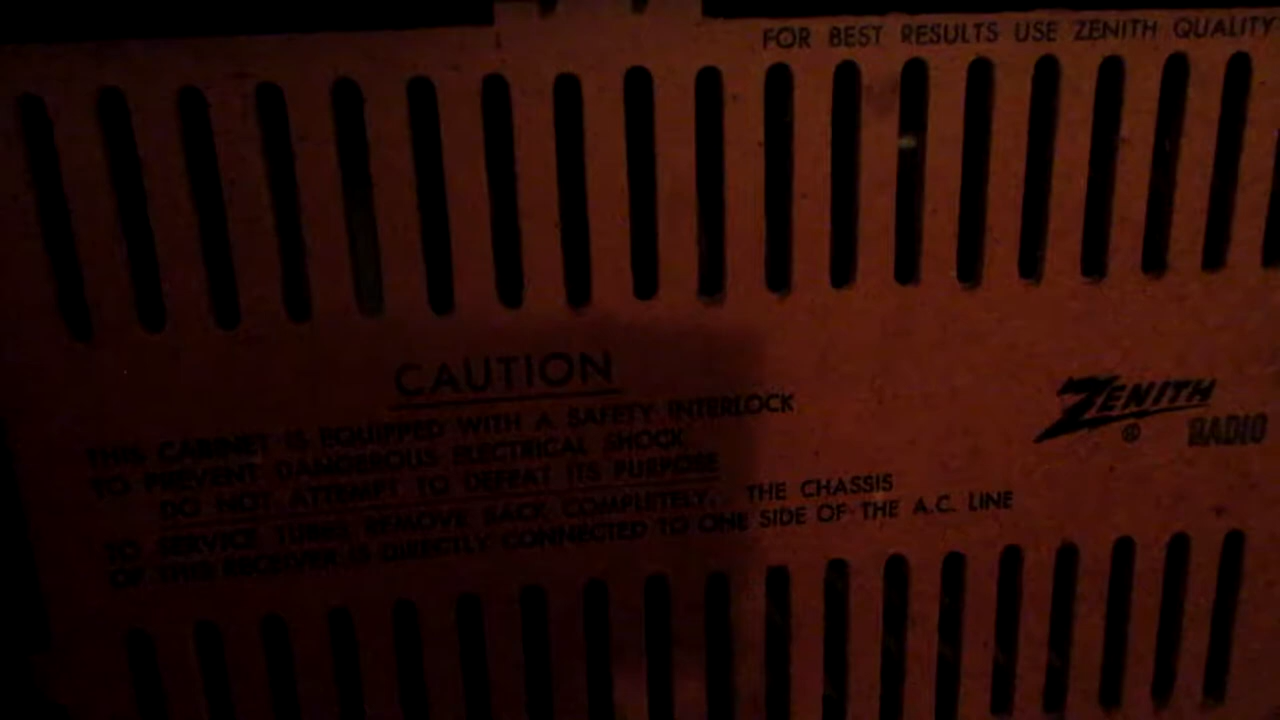 FOR BEST RESULTS USE ZENITH QUALITY
CAUTION
THIS CABINET IS EQUIPPED WITH A SAFETY INTERLOCK
TO PREVENT DANGEROUS ELECTRICAL SHOCK
DO NOT ATTEMPT TO DEFEAT ITS PURPOSE
TO SERVICE TUBES REMOVE BACK COMPLETELY. THE CHASSIS
OF THIS RECEIVER IS DIRECTLY CONNECTED TO ONE SIDE OF THE A.C. LINE
ZENITH
® RADIO